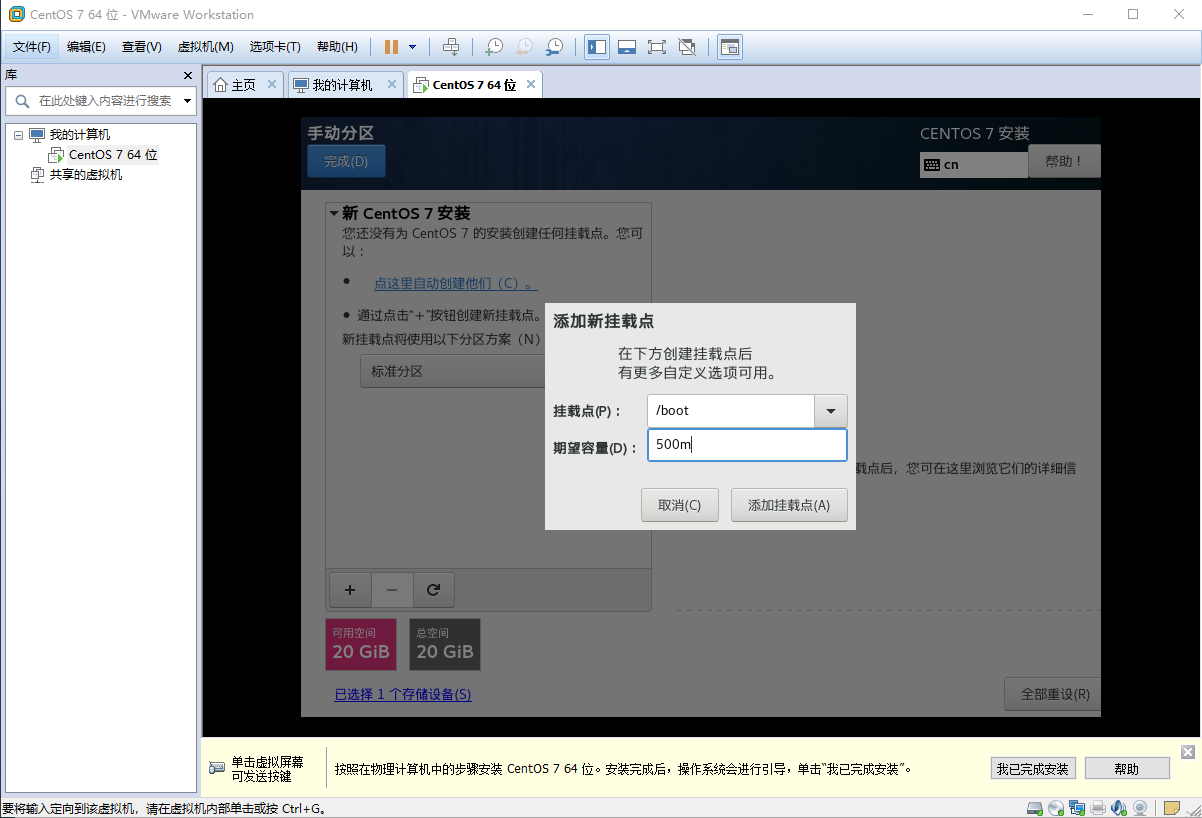 CentOS 7 64 位 - VMware Workstation
文件(F) 编辑(E) 查看(V) 虚拟机(M) 选项卡(T) 帮助(H)
库
在此处键入内容进行搜索
我的计算机
CentOS 7 64 位
共享的虚拟机
主页 我的计算机 CentOS 7 64 位
手动分区
完成(D)
CENTOS 7 安装
cn
帮助！
新 CentOS 7 安装
您还没有为 CentOS 7 的安装创建任何挂载点。您可
以：
点这里自动创建他们（C）。
通过点击“+”按钮创建新挂载点。
新挂载点将使用以下分区方案（N）
标准分区
添加新挂载点
在下方创建挂载点后
有更多自定义选项可用。
挂载点(P)： /boot
期望容量(D)： 500m
取消(C) 添加挂载点(A)
载点后，您可在这里浏览它们的详细信
+ −
可用空间
20 GiB
总空间
20 GiB
已选择 1 个存储设备(S)
全部重设(R)
单击虚拟屏幕
可发送按键
按照在物理计算机中的步骤安装 CentOS 7 64 位。安装完成后，操作系统会进行引导，单击“我已完成安装”。
我已完成安装 帮助
要将输入定向到该虚拟机，请在虚拟机内部单击或按 Ctrl+G。